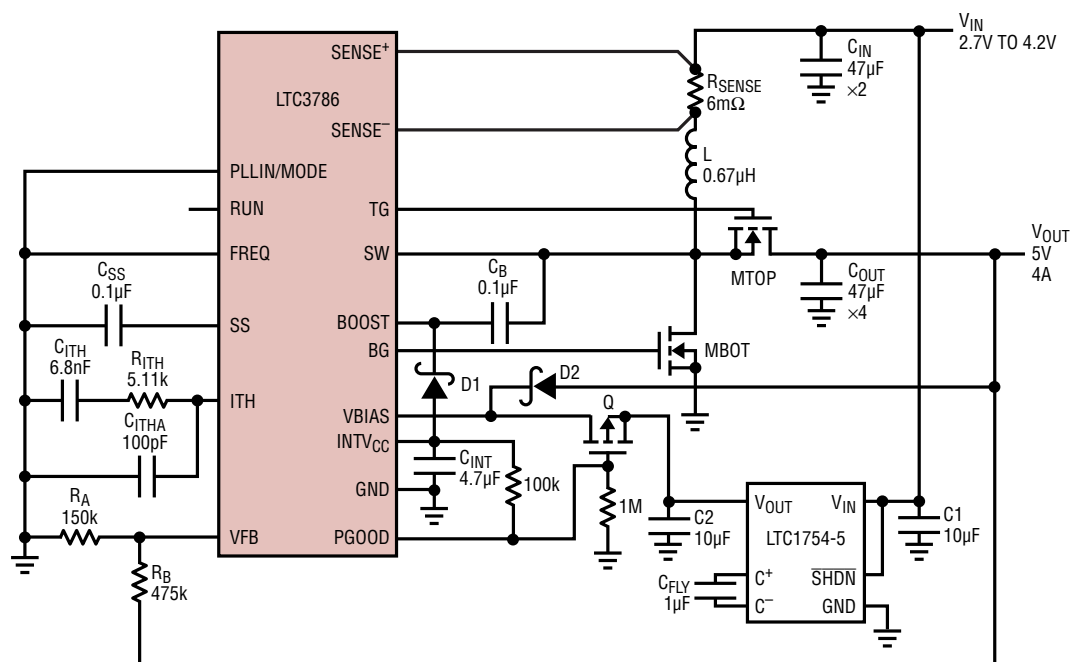 SENSE+
LTC3786
SENSE–
PLLIN/MODE
RUN
FREQ
SS
ITH
VFB
TG
SW
BOOST
BG
VBIAS
INTVCC
GND
PGOOD
CSS
0.1µF
CITH
6.8nF
RITH
5.11k
CITHA
100pF
RA
150k
RB
475k
CB
0.1µF
D1
D2
CINT
4.7µF
100k
Q
1M
VIN
2.7V TO 4.2V
CIN
47µF
×2
RSENSE
6mΩ
L
0.67µH
MTOP
VOUT
5V
4A
COUT
47µF
×4
MBOT
C2
10µF
CFLY
1µF
VOUT
VIN
LTC1754-5
C+
SHDN
C–
GND
C1
10µF